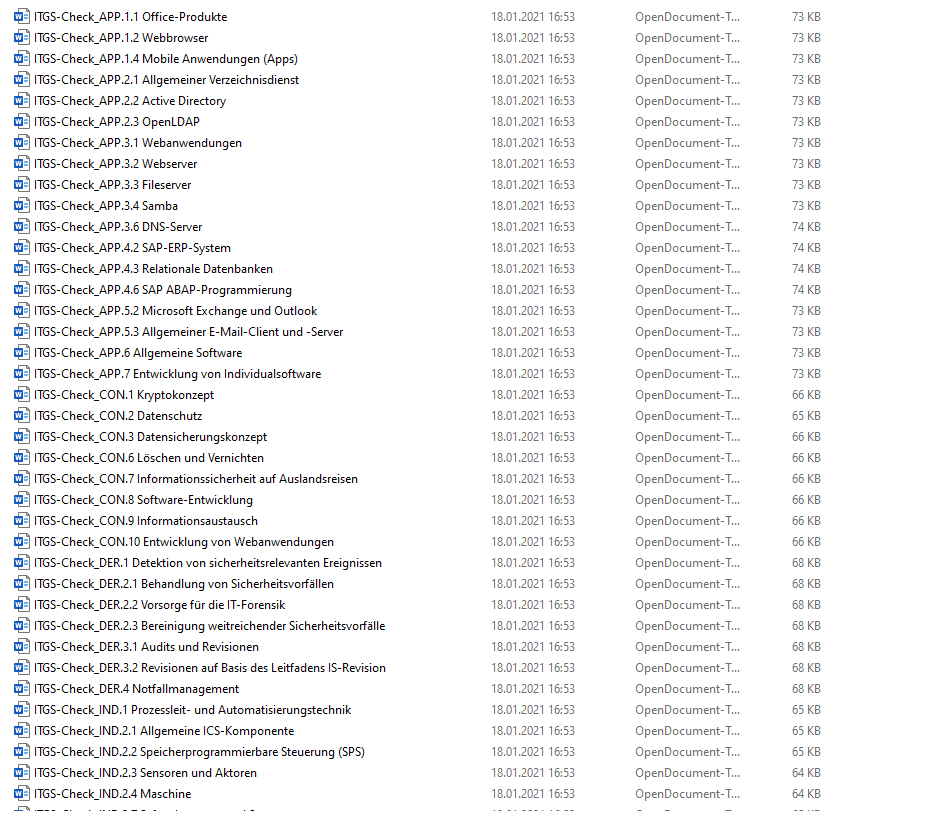 ITGS-Check_APP.1.1 Office-Produkte 18.01.2021 16:53 OpenDocument-T... 73 KB
ITGS-Check_APP.1.2 Webbrowser 18.01.2021 16:53 OpenDocument-T... 73 KB
ITGS-Check_APP.1.4 Mobile Anwendungen (Apps) 18.01.2021 16:53 OpenDocument-T... 73 KB
ITGS-Check_APP.2.1 Allgemeiner Verzeichnisdienst 18.01.2021 16:53 OpenDocument-T... 73 KB
ITGS-Check_APP.2.2 Active Directory 18.01.2021 16:53 OpenDocument-T... 73 KB
ITGS-Check_APP.2.3 OpenLDAP 18.01.2021 16:53 OpenDocument-T... 73 KB
ITGS-Check_APP.3.1 Webanwendungen 18.01.2021 16:53 OpenDocument-T... 73 KB
ITGS-Check_APP.3.2 Webserver 18.01.2021 16:53 OpenDocument-T... 73 KB
ITGS-Check_APP.3.3 Fileserver 18.01.2021 16:53 OpenDocument-T... 73 KB
ITGS-Check_APP.3.4 Samba 18.01.2021 16:53 OpenDocument-T... 73 KB
ITGS-Check_APP.3.6 DNS-Server 18.01.2021 16:53 OpenDocument-T... 74 KB
ITGS-Check_APP.4.2 SAP-ERP-System 18.01.2021 16:53 OpenDocument-T... 74 KB
ITGS-Check_APP.4.3 Relationale Datenbanken 18.01.2021 16:53 OpenDocument-T... 74 KB
ITGS-Check_APP.4.6 SAP ABAP-Programmierung 18.01.2021 16:53 OpenDocument-T... 74 KB
ITGS-Check_APP.5.2 Microsoft Exchange und Outlook 18.01.2021 16:53 OpenDocument-T... 73 KB
ITGS-Check_APP.5.3 Allgemeiner E-Mail-Client und -Server 18.01.2021 16:53 OpenDocument-T... 73 KB
ITGS-Check_APP.6 Allgemeine Software 18.01.2021 16:53 OpenDocument-T... 73 KB
ITGS-Check_APP.7 Entwicklung von Individualsoftware 18.01.2021 16:53 OpenDocument-T... 73 KB
ITGS-Check_CON.1 Kryptokonzept 18.01.2021 16:53 OpenDocument-T... 66 KB
ITGS-Check_CON.2 Datenschutz 18.01.2021 16:53 OpenDocument-T... 65 KB
ITGS-Check_CON.3 Datensicherungskonzept 18.01.2021 16:53 OpenDocument-T... 66 KB
ITGS-Check_CON.6 Löschen und Vernichten 18.01.2021 16:53 OpenDocument-T... 66 KB
ITGS-Check_CON.7 Informationssicherheit auf Auslandsreisen 18.01.2021 16:53 OpenDocument-T... 66 KB
ITGS-Check_CON.8 Software-Entwicklung 18.01.2021 16:53 OpenDocument-T... 66 KB
ITGS-Check_CON.9 Informationsaustausch 18.01.2021 16:53 OpenDocument-T... 66 KB
ITGS-Check_CON.10 Entwicklung von Webanwendungen 18.01.2021 16:53 OpenDocument-T... 66 KB
ITGS-Check_DER.1 Detektion von sicherheitsrelevanten Ereignissen 18.01.2021 16:53 OpenDocument-T... 68 KB
ITGS-Check_DER.2.1 Behandlung von Sicherheitsvorfällen 18.01.2021 16:53 OpenDocument-T... 68 KB
ITGS-Check_DER.2.2 Vorsorge für die IT-Forensik 18.01.2021 16:53 OpenDocument-T... 68 KB
ITGS-Check_DER.2.3 Bereinigung weitreichender Sicherheitsvorfälle 18.01.2021 16:53 OpenDocument-T... 68 KB
ITGS-Check_DER.3.1 Audits und Revisionen 18.01.2021 16:53 OpenDocument-T... 68 KB
ITGS-Check_DER.3.2 Revisionen auf Basis des Leitfadens IS-Revision 18.01.2021 16:53 OpenDocument-T... 68 KB
ITGS-Check_DER.4 Notfallmanagement 18.01.2021 16:53 OpenDocument-T... 68 KB
ITGS-Check_IND.1 Prozessleit- und Automatisierungstechnik 18.01.2021 16:53 OpenDocument-T... 65 KB
ITGS-Check_IND.2.1 Allgemeine ICS-Komponente 18.01.2021 16:53 OpenDocument-T... 65 KB
ITGS-Check_IND.2.2 Speicherprogrammierbare Steuerung (SPS) 18.01.2021 16:53 OpenDocument-T... 65 KB
ITGS-Check_IND.2.3 Sensoren und Aktoren 18.01.2021 16:53 OpenDocument-T... 64 KB
ITGS-Check_IND.2.4 Maschine 18.01.2021 16:53 OpenDocument-T... 64 KB